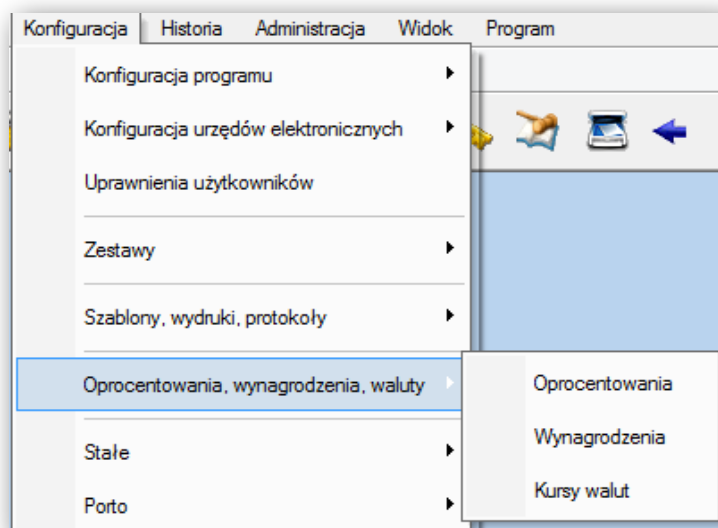 Konfiguracja Historia Administracja Widok Program
Konfiguracja programu
Konfiguracja urzędów elektronicznych
Uprawnienia użytkowników
Zestawy
Szablony, wydruki, protokoły
Oprocentowania, wynagrodzenia, waluty
Oprocentowania
Wynagrodzenia
Kursy walut
Stałe
Porto